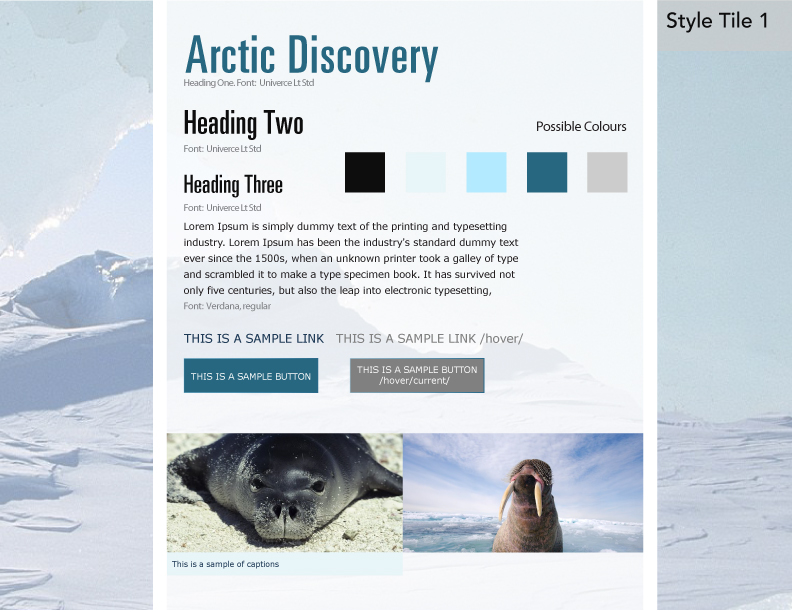 Style Tile 1
Arctic Discovery
Heading One. Font: Univerce Lt Std
Heading Two
Font: Univerce Lt Std
Possible Colours
Heading Three
Font: Univerce Lt Std
Lorem Ipsum is simply dummy text of the printing and typesetting
industry. Lorem Ipsum has been the industry's standard dummy text
ever since the 1500s, when an unknown printer took a galley of type
and scrambled it to make a type specimen book. It has survived not
only five centuries, but also the leap into electronic typesetting,
Font: Verdana, regular
THIS IS A SAMPLE LINK THIS IS A SAMPLE LINK /hover/
THIS IS A SAMPLE BUTTON
THIS IS A SAMPLE BUTTON
/hover/current/
This is a sample of captions